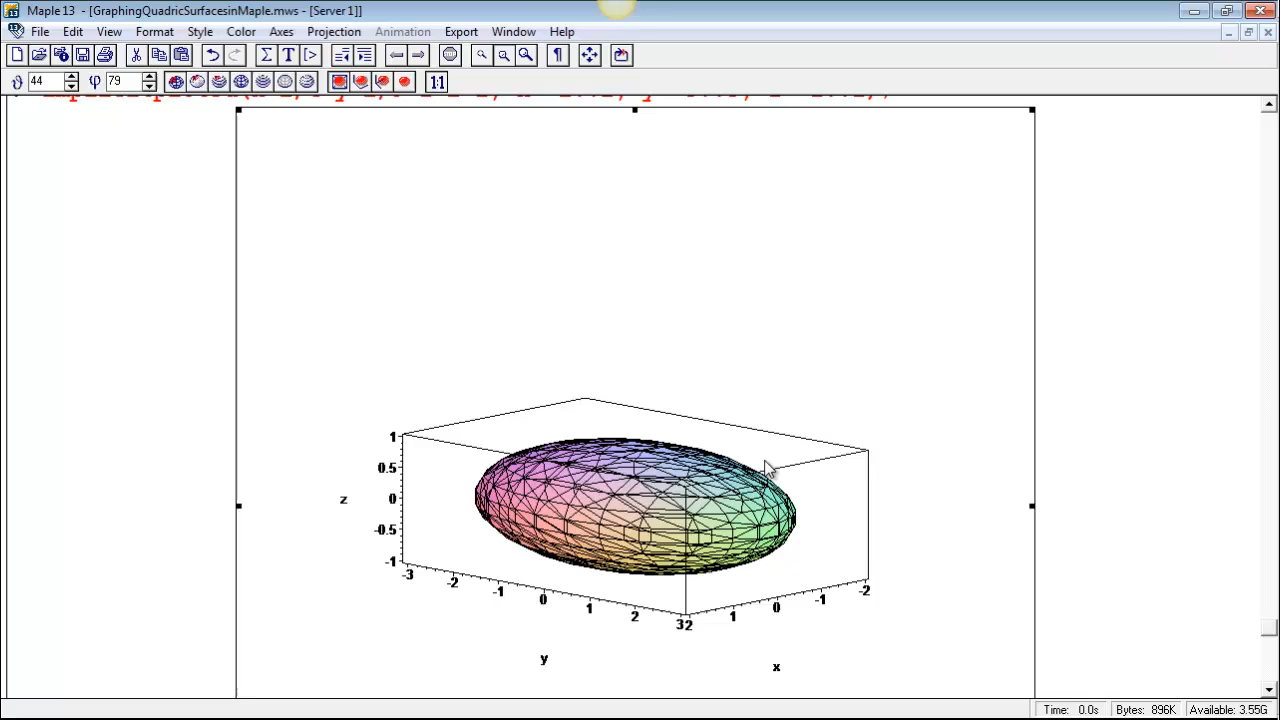 Maple 13 - [GraphingQuadricSurfacesinMaple.mws - [Server 1]]
File Edit View Format Style Color Axes Projection Animation Export Window Help
ϑ 44 φ 79 1:1
1
0.5
z 0
-0.5
-1
-3 -2 -1 0 1 2 3
2 1 0 -1 -2
y x
Time: 0.0s Bytes: 896K Available: 3.55G